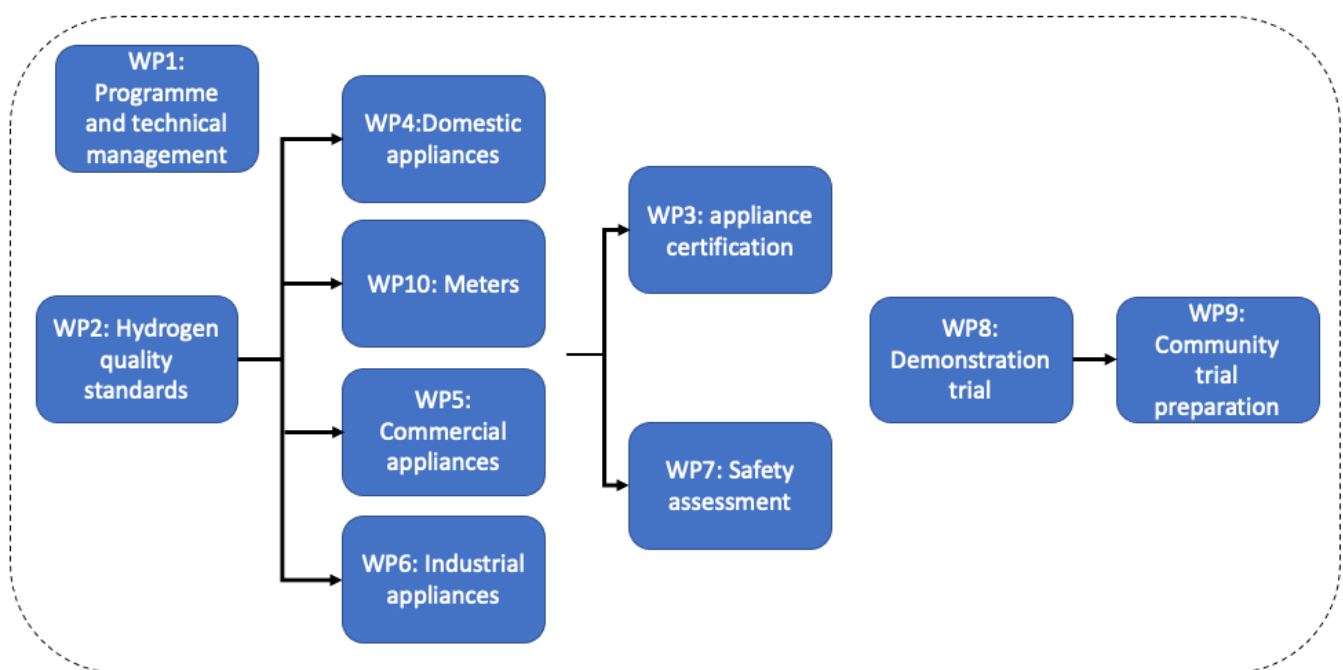 WP1:
Programme
and technical
management
WP2: Hydrogen
quality
standards
WP4:Domestic
appliances
WP10: Meters
WP5:
Commercial
appliances
WP6: Industrial
appliances
WP3: appliance
certification
WP7: Safety
assessment
WP8:
Demonstration
trial
WP9:
Community
trial
preparation